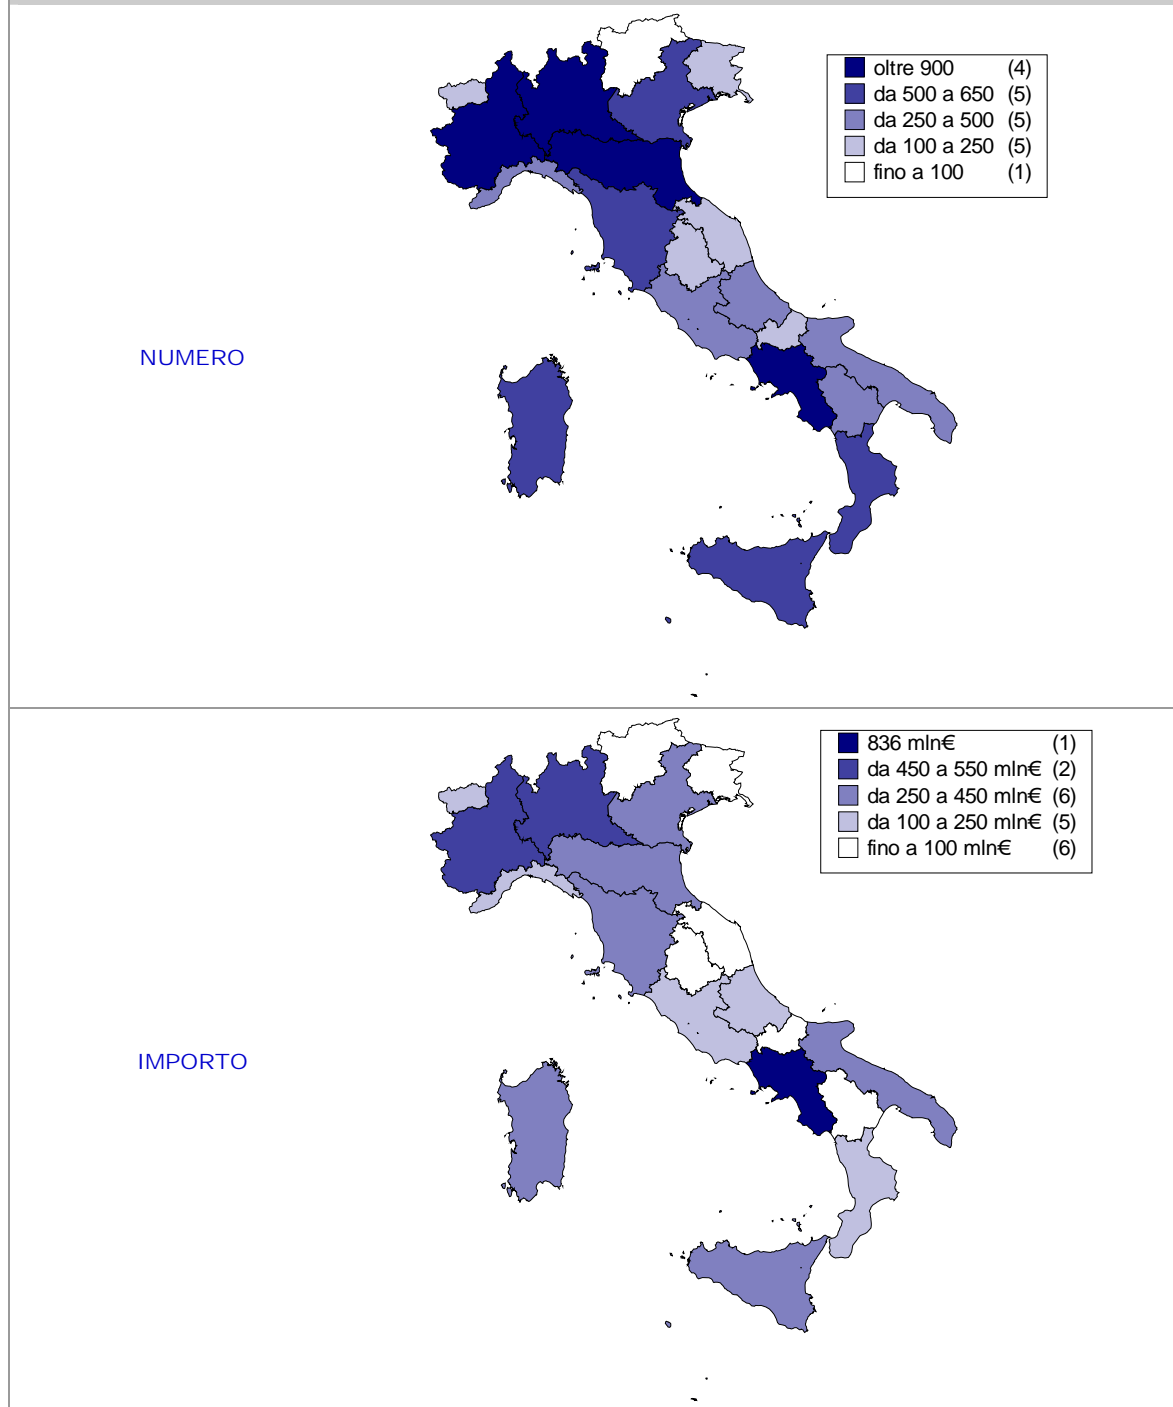 oltre 900 (4)
da 500 a 650 (5)
da 250 a 500 (5)
da 100 a 250 (5)
fino a 100 (1)
NUMERO
836 mln€ (1)
da 450 a 550 mln€ (2)
da 250 a 450 mln€ (6)
da 100 a 250 mln€ (5)
fino a 100 mln€ (6)
IMPORTO